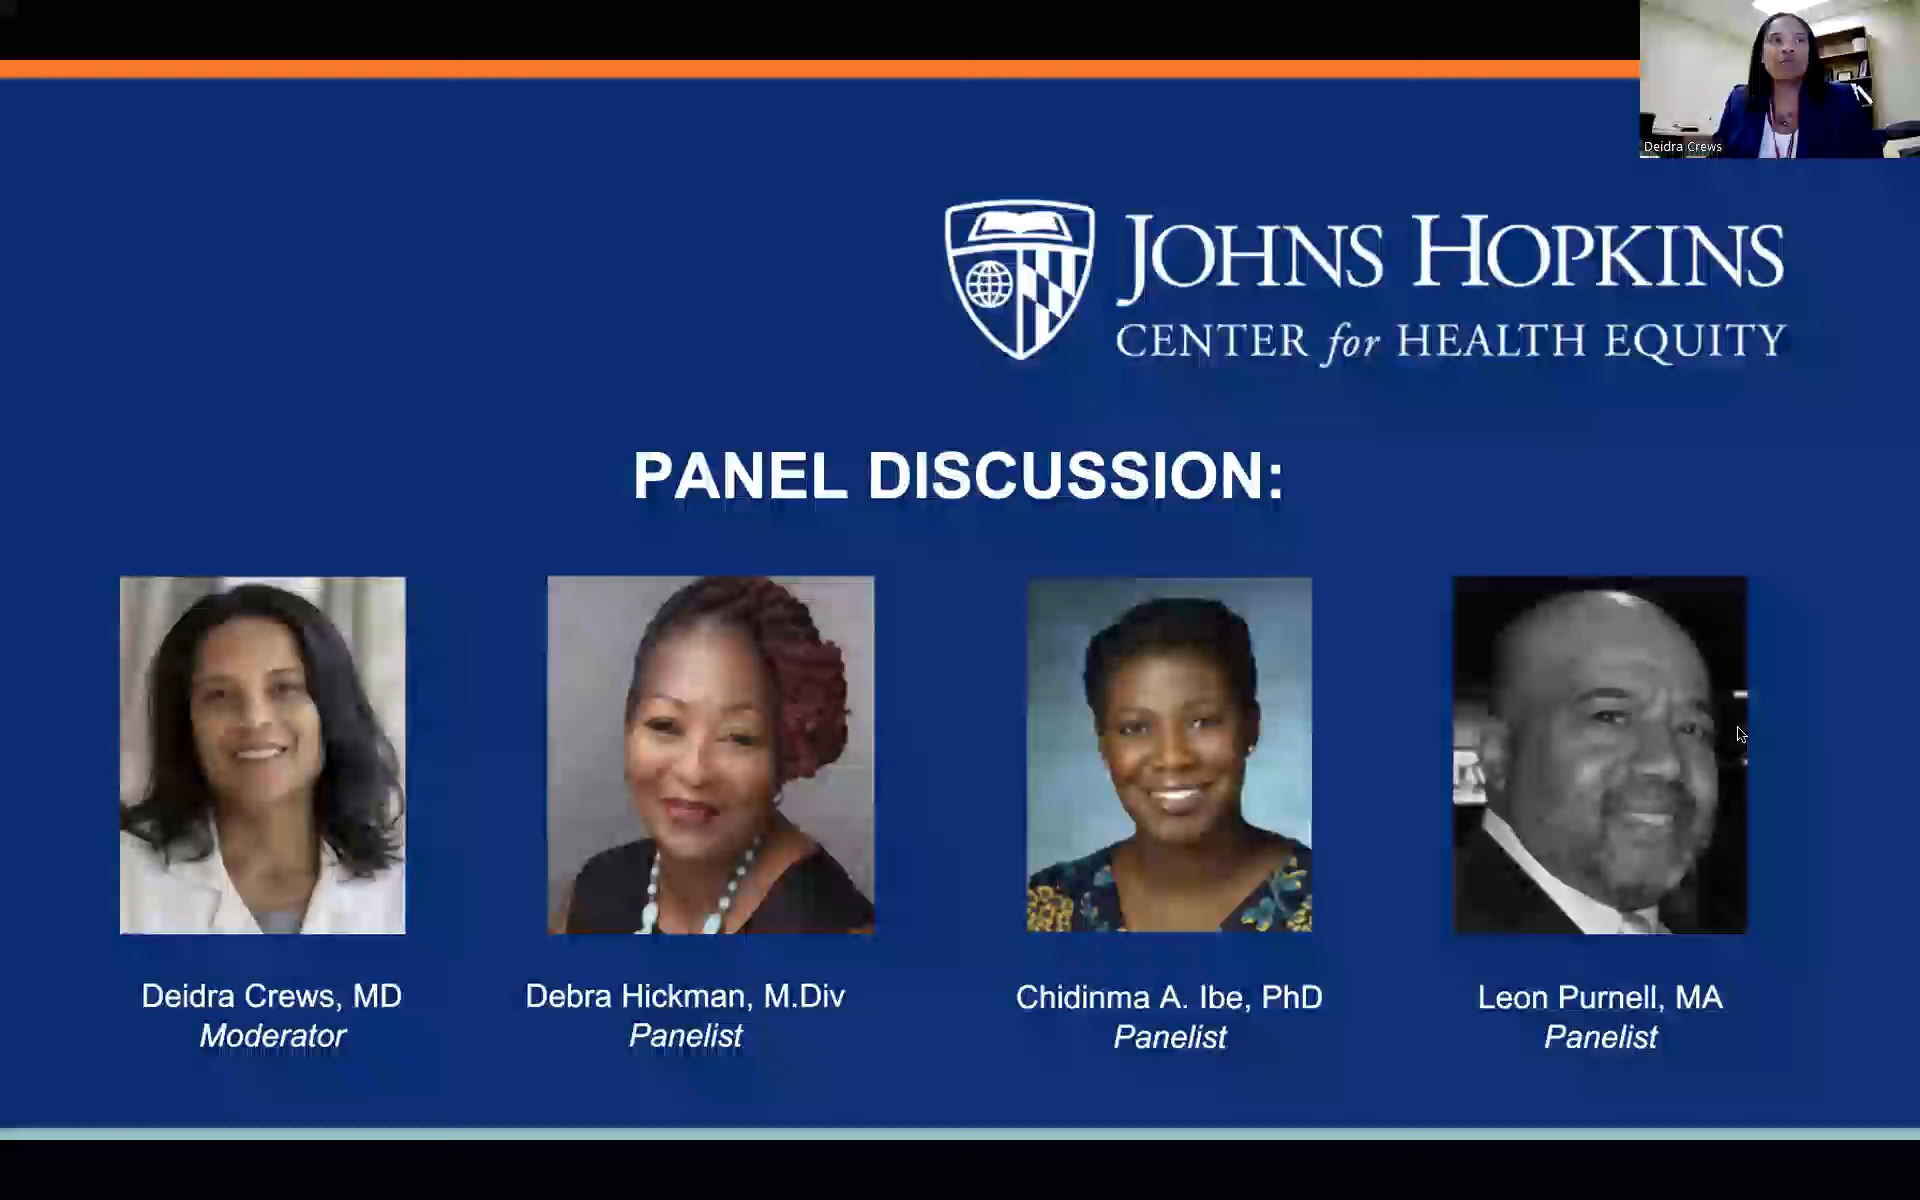 Deidra Crews
JOHNS HOPKINS
CENTER for HEALTH EQUITY
PANEL DISCUSSION:
Deidra Crews, MD
Moderator
Debra Hickman, M.Div
Panelist
Chidinma A. Ibe, PhD
Panelist
Leon Purnell, MA
Panelist